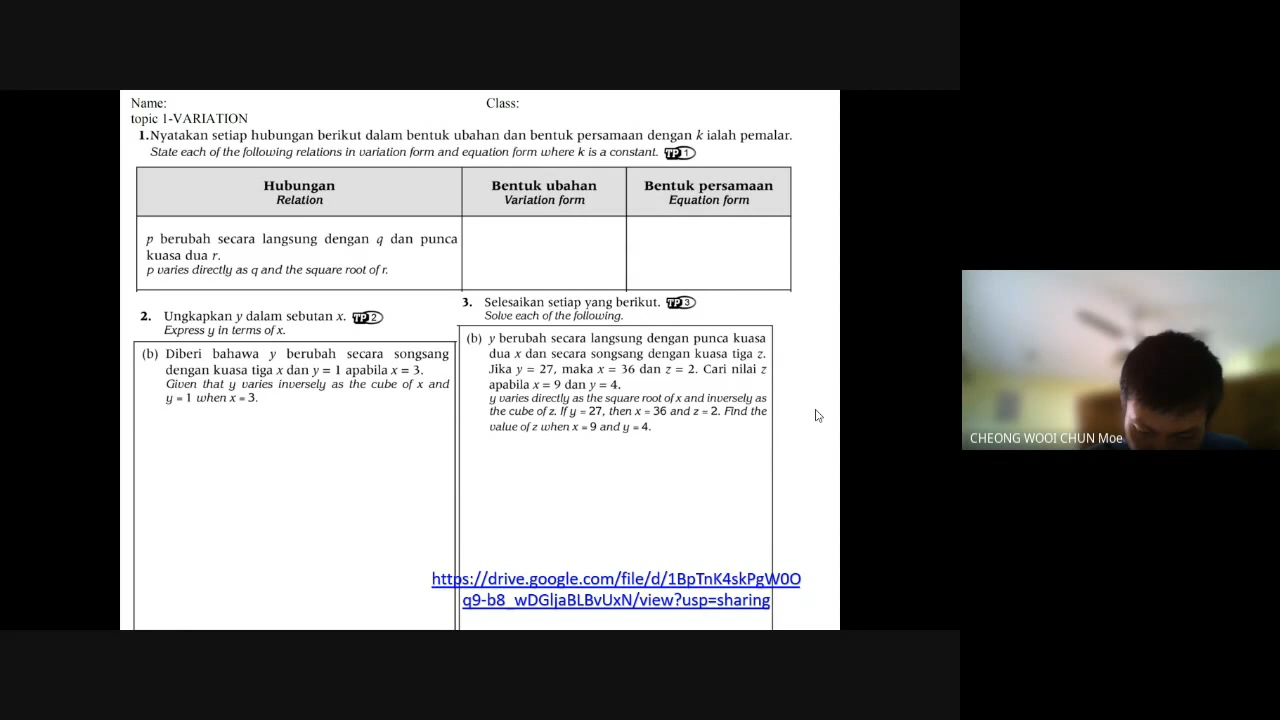 Name: Class:
topic 1-VARIATION
1. Nyatakan setiap hubungan berikut dalam bentuk ubahan dan bentuk persamaan dengan k ialah pemalar.
State each of the following relations in variation form and equation form where k is a constant. TP 1
Hubungan
Relation
Bentuk ubahan
Variation form
Bentuk persamaan
Equation form
p berubah secara langsung dengan q dan punca
kuasa dua r.
p varies directly as q and the square root of r.
2. Ungkapkan y dalam sebutan x. TP 2
Express y in terms of x.
(b) Diberi bahawa y berubah secara songsang
dengan kuasa tiga x dan y = 1 apabila x = 3.
Given that y varies inversely as the cube of x and
y = 1 when x = 3.
3. Selesaikan setiap yang berikut. TP 3
Solve each of the following.
(b) y berubah secara langsung dengan punca kuasa
dua x dan secara songsang dengan kuasa tiga z.
Jika y = 27, maka x = 36 dan z = 2. Cari nilai z
apabila x = 9 dan y = 4.
y varies directly as the square root of x and inversely as
the cube of z. If y = 27, then x = 36 and z = 2. Find the
value of z when x = 9 and y = 4.
https://drive.google.com/file/d/1BpTnK4skPgW0O
q9-b8_wDGljaBLBvUxN/view?usp=sharing
CHEONG WOOI CHUN Moe